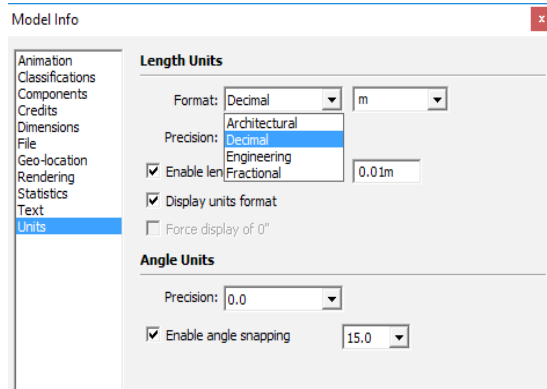 Model Info
x
Animation
Classifications
Components
Credits
Dimensions
File
Geo-location
Rendering
Statistics
Text
Units
Length Units
Format: Decimal m
Architectural
Decimal
Engineering
Fractional
Precision:
Enable len 0.01m
Display units format
Force display of 0"
Angle Units
Precision: 0.0
Enable angle snapping 15.0